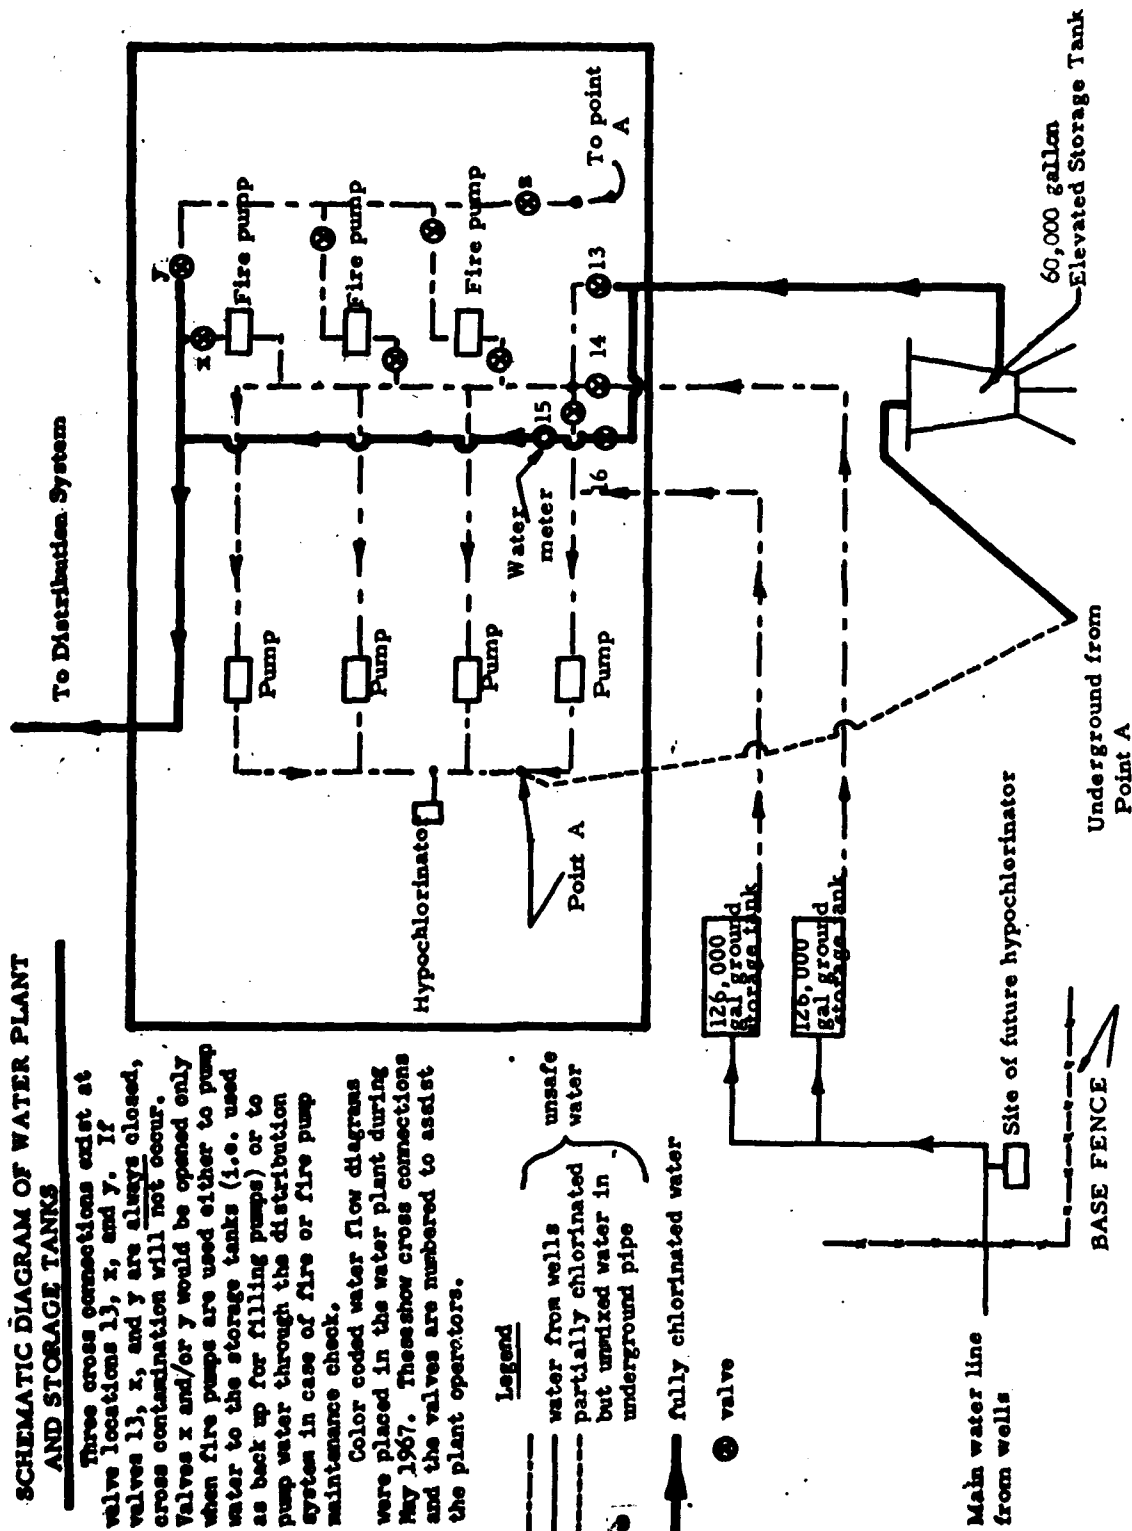 SCHEMATIC DIAGRAM OF WATER PLANT
AND STORAGE TANKS
Three cross connections exist at
valve locations 13, x, and y. If
valves 13, x, and y are always closed,
cross contamination will not occur.
Valves x and/or y would be opened only
when fire pumps are used either to pump
water to the storage tanks (i.e. used
as back up for filling pumps) or to
pump water through the distribution
system in case of fire or fire pump
maintenance check.
Color coded water flow diagrams
were placed in the water plant during
May 1967. Theseshow cross connections
and the valves are numbered to assist
the plant operators.
Legend
water from wells
partially chlorinated
but unmixed water in
underground pipe
unsafe
water
fully chlorinated water
valve
To Distribution System
y
x
z
Fire pump
Fire pump
Fire pump
To point
A
13
14
15
16
Water
meter
Pump
Pump
Pump
Pump
Hypochlorinator
Point A
126,000
gal ground
storage tank
126,000
gal ground
storage tank
60,000 gallon
Elevated Storage Tank
Underground from
Point A
Site of future hypochlorinator
BASE FENCE
Main water line
from wells